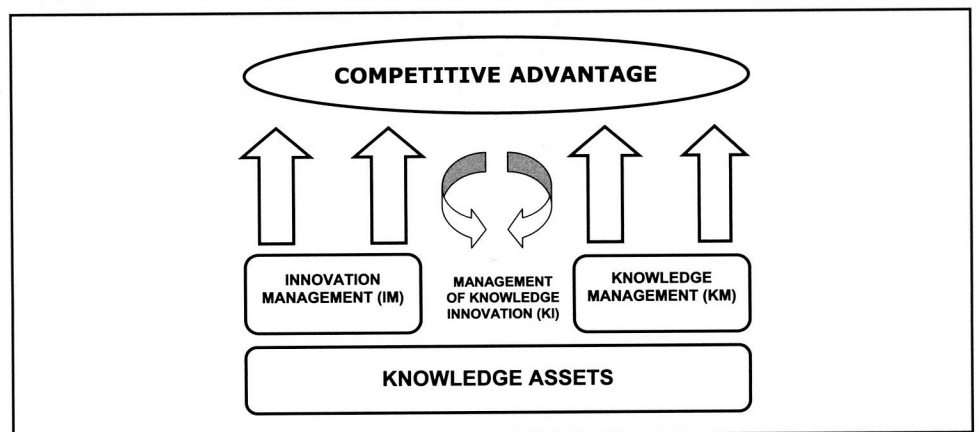 COMPETITIVE ADVANTAGE
INNOVATION
MANAGEMENT (IM)
MANAGEMENT
OF KNOWLEDGE
INNOVATION (KI)
KNOWLEDGE
MANAGEMENT (KM)
KNOWLEDGE ASSETS